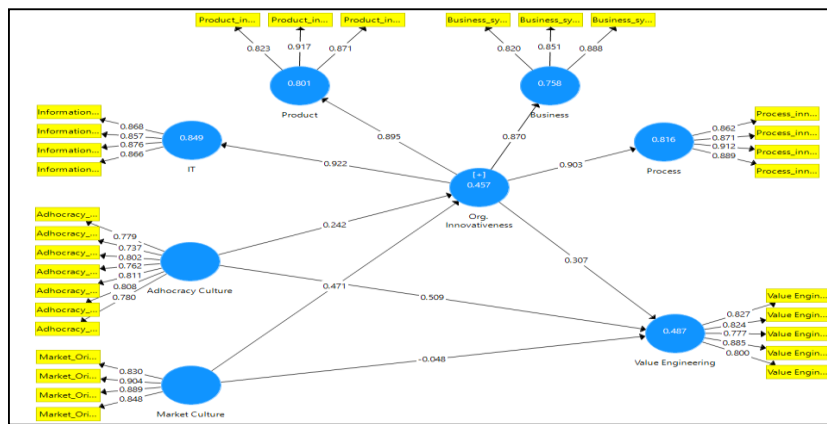 Product_in... Product_in... Product_in...
Business_sy... Business_sy... Business_sy...
0.823 0.917 0.871
0.820 0.851 0.888
0.801
Product
0.758
Business
Information...
Information...
Information...
Information...
0.868
0.857
0.876
0.866
0.849
IT
0.895
0.870
0.922
0.903
0.816
Process
0.862
0.871
0.912
0.889
Process_inn...
Process_inn...
Process_inn...
Process_inn...
[+]
0.457
Org.
Innovativeness
Adhocracy_...
Adhocracy_...
Adhocracy_...
Adhocracy_...
Adhocracy_...
Adhocracy_...
Adhocracy_...
0.779
0.737
0.802
0.762
0.811
0.808
0.780
Adhocracy Culture
0.242
0.471
0.509
0.307
-0.048
0.487
Value Engineering
0.827
0.824
0.777
0.885
0.800
Value Engin...
Value Engin...
Value Engin...
Value Engin...
Value Engin...
Market_Ori...
Market_Ori...
Market_Ori...
Market_Ori...
0.830
0.904
0.889
0.848
Market Culture